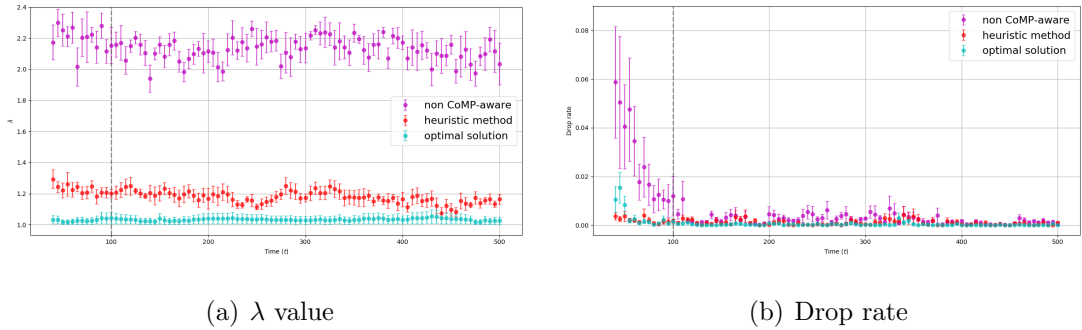 2.4
2.2
2.0
1.8
1.6
1.4
1.2
1.0
λ
non CoMP-aware
heuristic method
optimal solution
100
200
300
400
500
Time (t)
(a) λ value
0.08
0.06
0.04
0.02
0.00
Drop rate
non CoMP-aware
heuristic method
optimal solution
100
200
300
400
500
Time (t)
(b) Drop rate